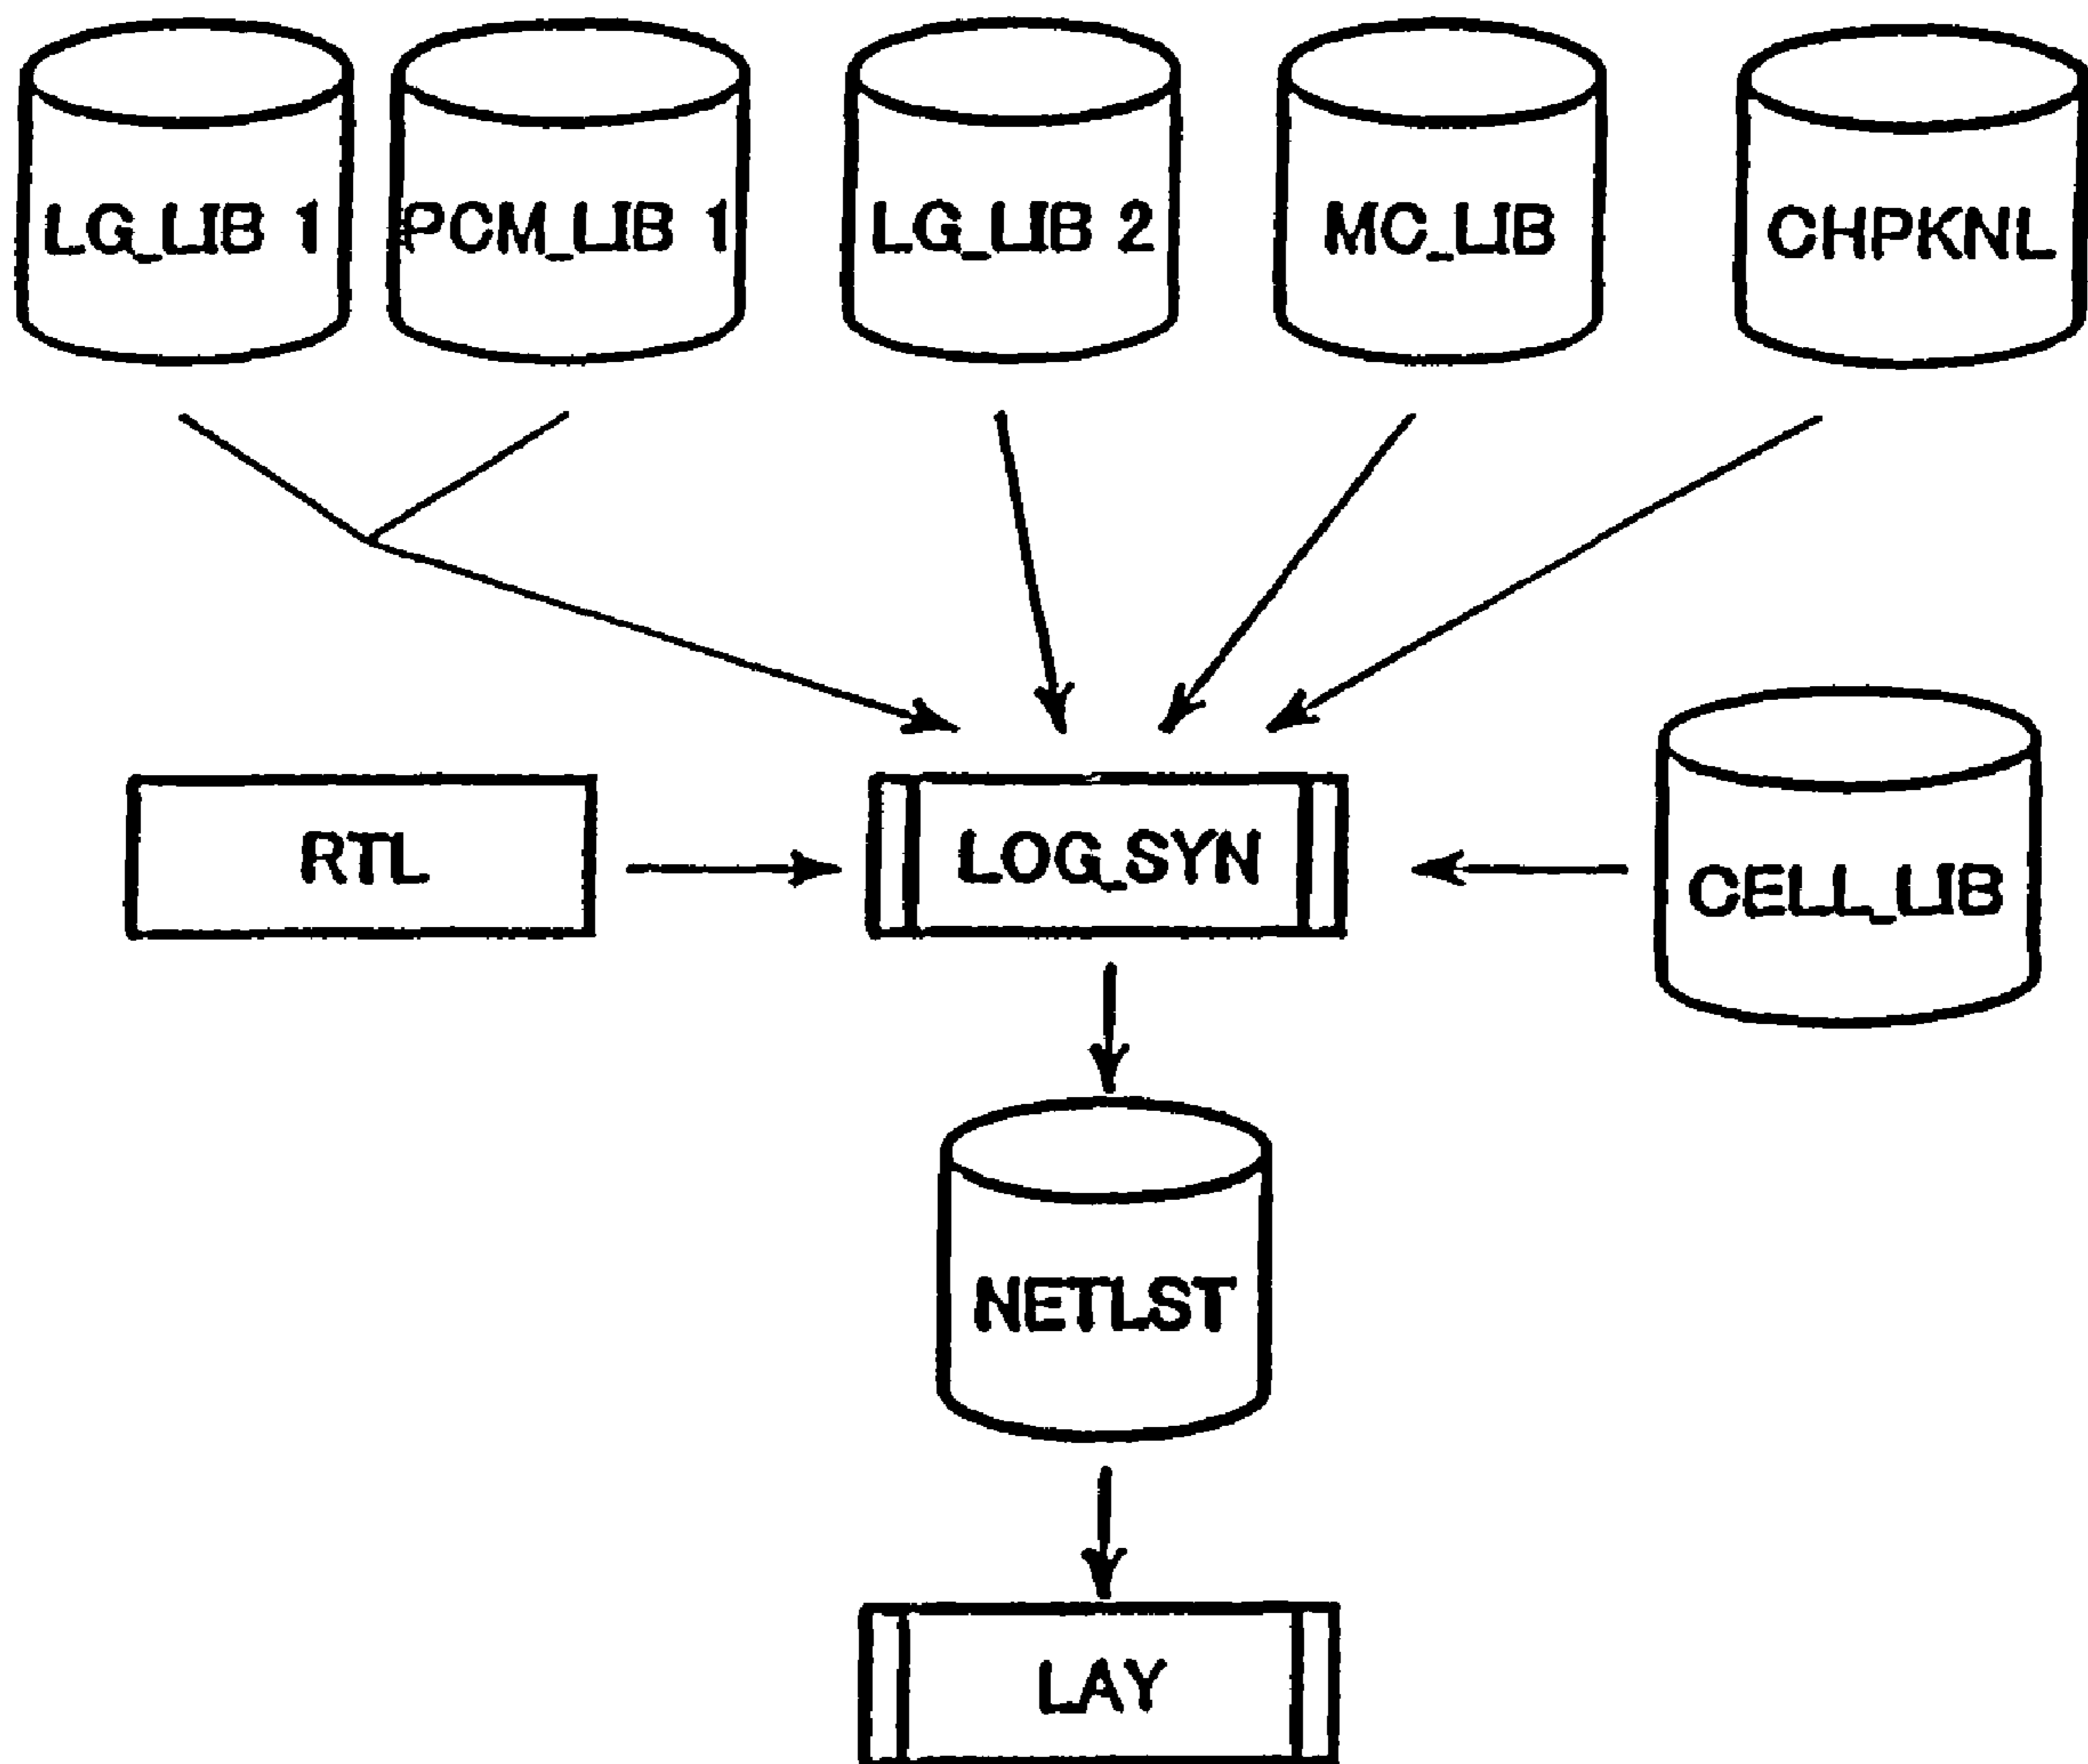 LG_LIB 1
PCM_LIB 1
LG_LIB 2
MC_LIB
CHPKNL
RTL
LOG_SYN
CELL_LIB
NETLST
LAY